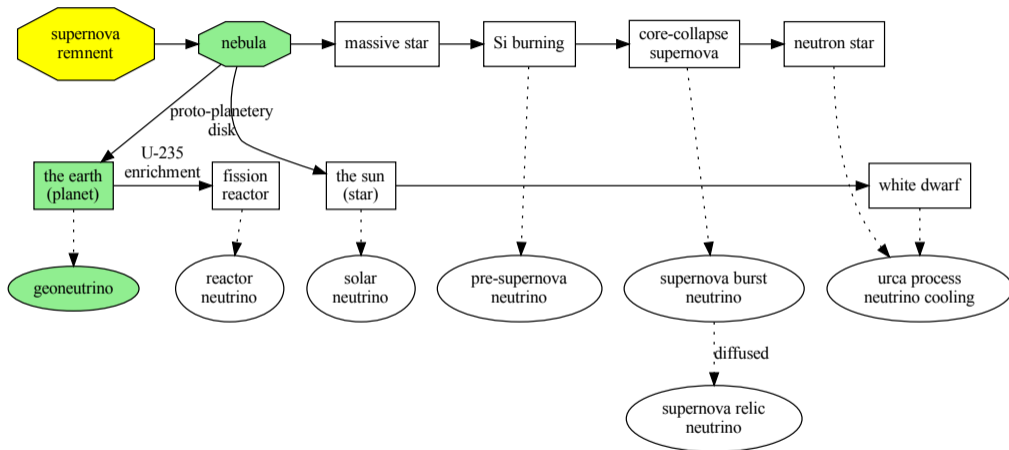 supernova
remnent
nebula
massive star
Si burning
core-collapse
supernova
neutron star
proto-planetery
disk
U-235
enrichment
the earth
(planet)
fission
reactor
the sun
(star)
white dwarf
geoneutrino
reactor
neutrino
solar
neutrino
pre-supernova
neutrino
supernova burst
neutrino
urca process
neutrino cooling
diffused
supernova relic
neutrino